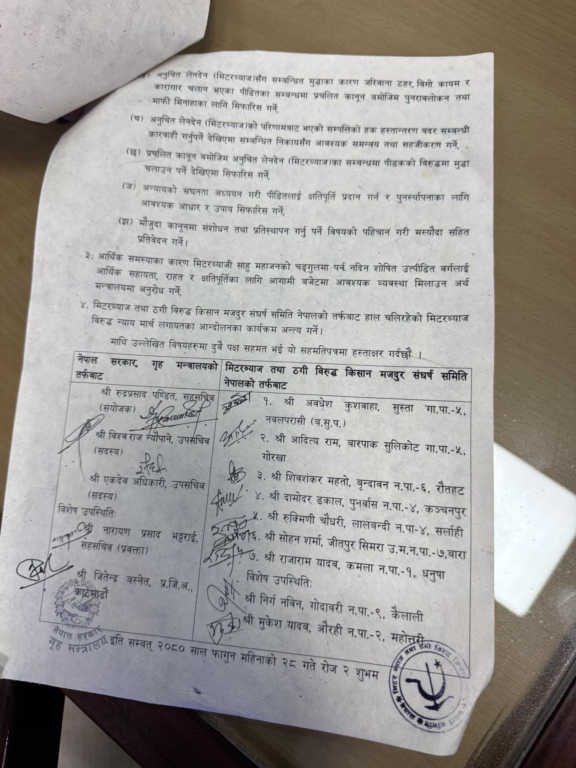 अनुचित लेनदेन (मिटरब्याज)सँग सम्बन्धित मुद्दाका कारण जरिवाना ठहर, बिगो कायम र
कारागार चलान भएका पीडितका सम्बन्धमा प्रचलित कानून बमोजिम पुनरावलोकन तथा
माफी मिनाहाका लागि सिफारिस गर्ने,
(च) अनुचित लेनदेन (मिटरब्याज)को परिणामबाट भएको सम्पत्तिको हक हस्तान्तरण बदर सम्बन्धी
कारवाही गर्नुपर्ने देखिएमा सम्बन्धित निकायसँग आवश्यक समन्वय तथा सहजीकरण गर्ने,
(छ) प्रचलित कानून बमोजिम अनुचित लेनदेन (मिटरब्याज)का सम्बन्धमा पीडकको विरुद्धमा मुद्दा
चलाउन पर्ने देखिएमा सिफारिस गर्ने,
(ज) अन्यायको सघनता अध्ययन गरी पीडितलाई क्षतिपूर्ति प्रदान गर्न र पुनर्स्थापनाका लागि
आवश्यक आधार र उपाय सिफारिस गर्ने,
(झ) मौजुदा कानूनमा संशोधन तथा प्रतिस्थापन गर्नु पर्ने विषयको पहिचान गरी मस्यौदा सहित
प्रतिवेदन गर्ने।
३. आर्थिक समस्याका कारण मिटरब्याजी साहु महाजनको चङ्गुलमा पर्न नदिन शोषित उत्पीडित वर्गलाई
आर्थिक सहायता, राहत र क्षतिपूर्तिका लागि आगामी बजेटमा आवश्यक व्यवस्था मिलाउन अर्थ
मन्त्रालयमा अनुरोध गर्ने,
४. मिटरब्याज तथा ठगी विरुद्ध किसान मजदुर संघर्ष समिति नेपालको तर्फबाट हाल चलिरहेको मिटरब्याज
विरुद्ध न्याय मार्च लगायतका आन्दोलनका कार्यक्रम अन्त्य गर्ने।
माथि उल्लेखित विषयहरुमा दुवै पक्ष सहमत भई यो सहमतिपत्रमा हस्ताक्षर गर्दछौं ।
नेपाल सरकार, गृह मन्त्रालयको
तर्फबाट
श्री रुद्रप्रसाद पण्डित, सहसचिव
(संयोजक)
श्री विश्वराज न्यौपाने, उपसचिव
(सदस्य)
श्री एकदेव अधिकारी, उपसचिव
(सदस्य)
विशेष उपस्थितिः
श्री नारायण प्रसाद भट्टराई,
सहसचिव (प्रवक्ता)
श्री जितेन्द्र बस्नेत, प्र.जि.अ.,
काठमाडौं
मिटरब्याज तथा ठगी विरुद्ध किसान मजदुर संघर्ष समिति
नेपालको तर्फबाट
१. श्री अवधेश कुशवाहा, सुस्ता गा.पा.-५,
नवलपरासी (ब.सु.प.)
२. श्री आदित्य राम, बारपाक सुलिकोट गा.पा.-५,
गोरखा
३. श्री शिवशंकर महतो, बृन्दावन न.पा.-६, रौतहट
४. श्री दामोदर ढकाल, पुनर्बास न.पा.-४, कञ्चनपुर
५. श्री रुक्मिणी चौधरी, लालबन्दी न.पा.-४, सर्लाही
६. श्री सोहन शर्मा, जीतपुर सिमरा उ.म.न.पा.-७,बारा
७. श्री राजाराम यादव, कमला न.पा.-१, धनुषा
विशेष उपस्थितिः
श्री निर्ग नविन, गोदावरी न.पा.-९, कैलाली
श्री मुकेश यादव, औरही न.पा.-२, महोत्तरी
नेपाल सरकार
गृह मन्त्रालय
इति सम्बत् २०८० साल फागुन महिनाको २८ गते रोज २ शुभम्